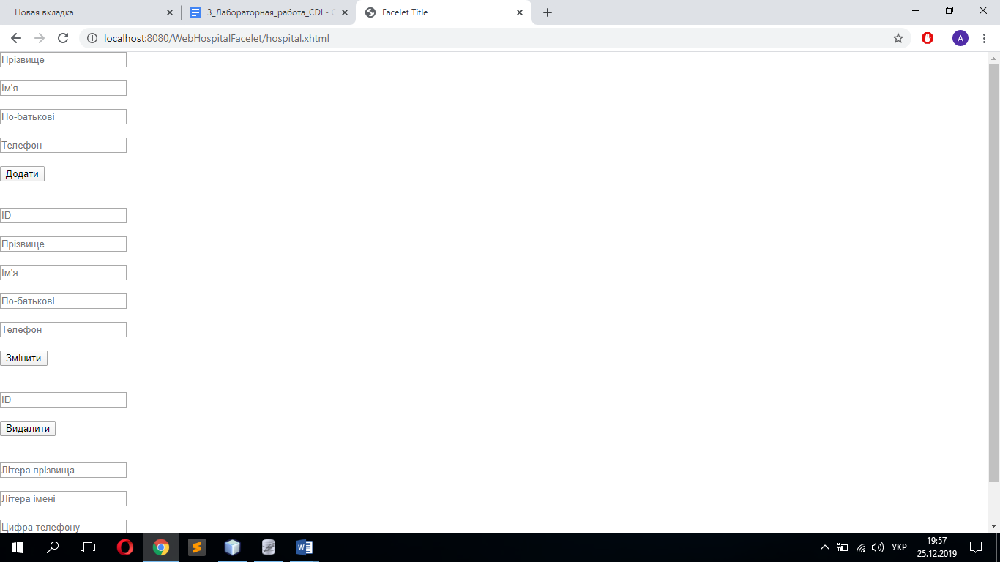 Новая вкладка
3_Лабораторная_работа_CDI -
Facelet Title
localhost:8080/WebHospitalFacelet/hospital.xhtml
A
Прізвище
Ім'я
По-батькові
Телефон
Додати
ID
Прізвище
Ім'я
По-батькові
Телефон
Змінити
ID
Видалити
Літера прізвища
Літера імені
Цифра телефону
УКР
19:57
25.12.2019